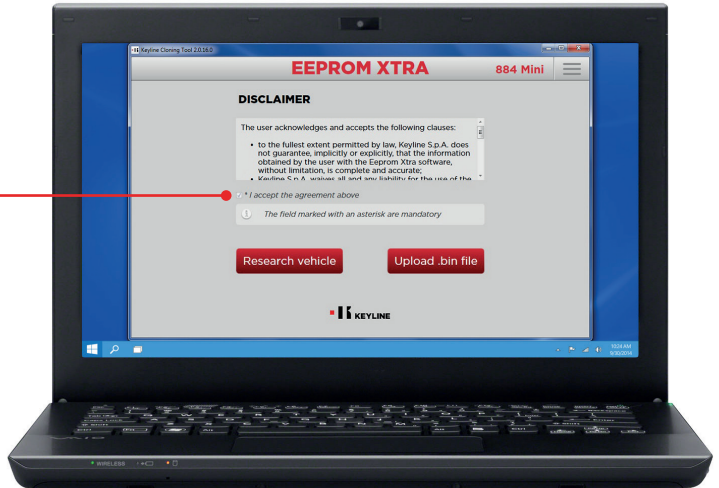 Keyline Cloning Tool 2.0.16.0
EEPROM XTRA
884 Mini
DISCLAIMER
The user acknowledges and accepts the following clauses:
• to the fullest extent permitted by law, Keyline S.p.A. does
not guarantee, implicitly or explicitly, that the information
obtained by the user with the Eeprom Xtra software,
without limitation, is complete and accurate;
• Keyline S.p.A. waives all and any liability for the use of the
* I accept the agreement above
The field marked with an asterisk are mandatory
Research vehicle
Upload .bin file
KEYLINE
10:24 AM
9/30/2014
Enter
Alt
Ctrl
VAIO
WIRELESS